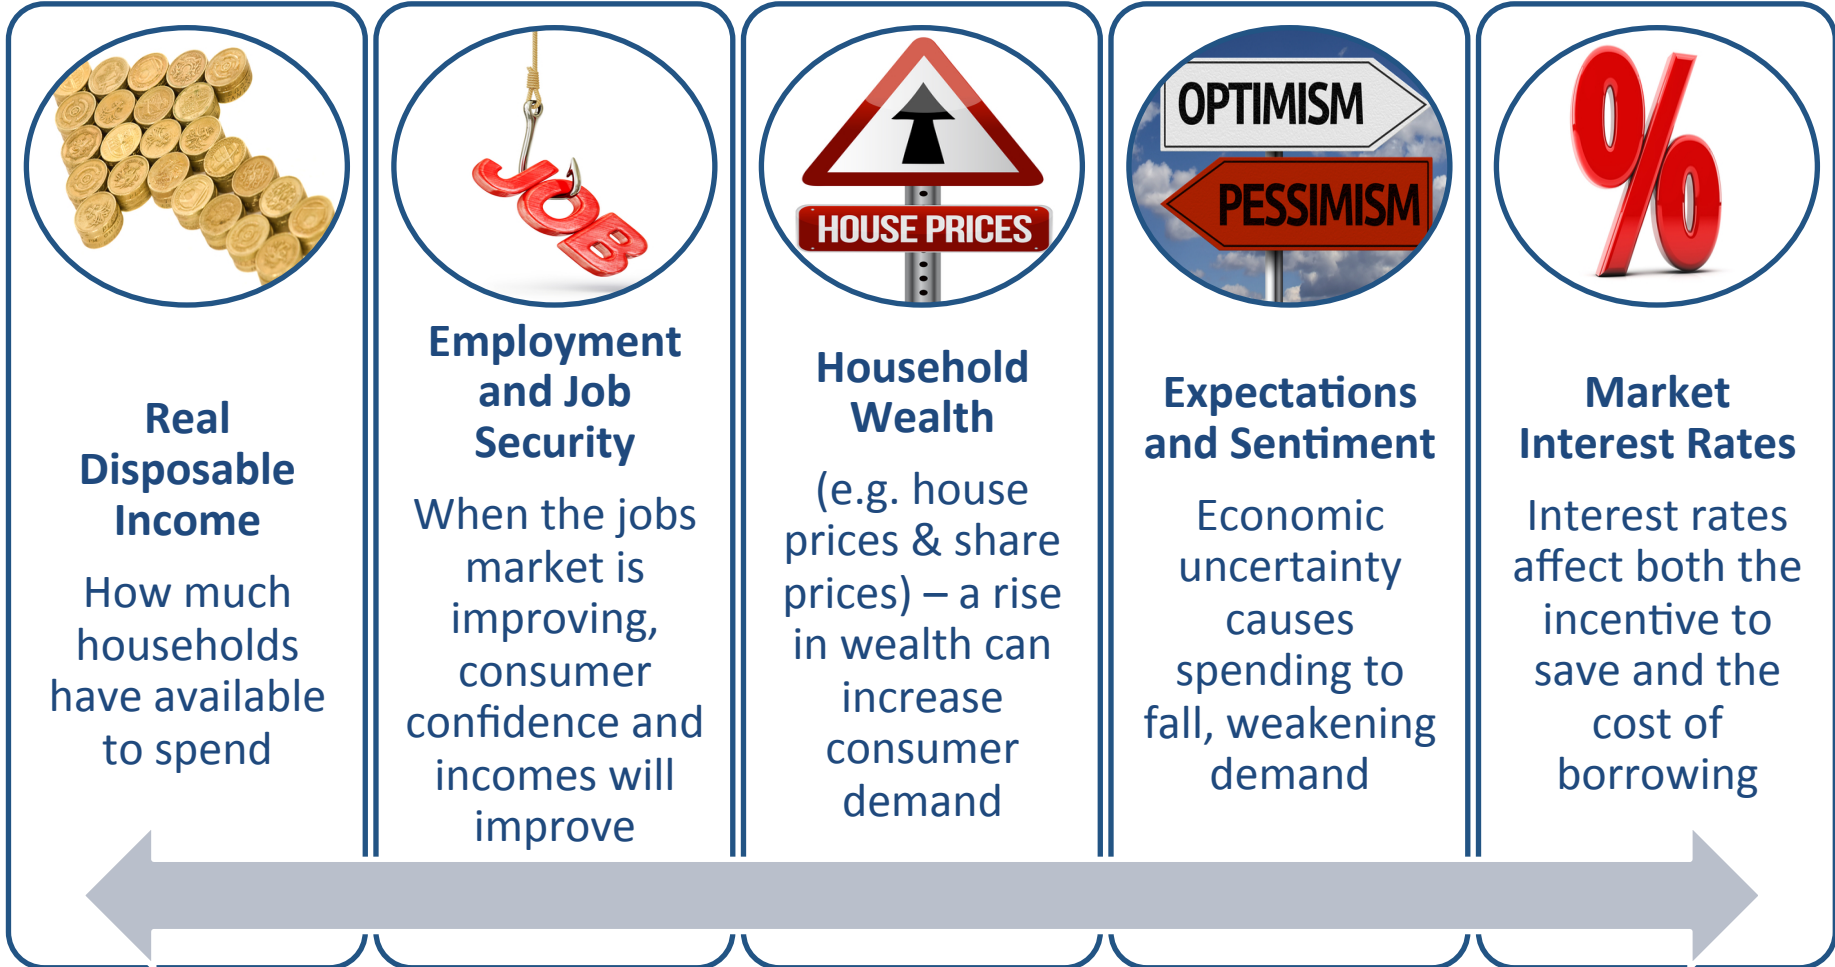 Real
Disposable
Income
How much
households
have available
to spend
JOB
Employment
and Job
Security
When the jobs
market is
improving,
consumer
confidence and
incomes will
improve
HOUSE PRICES
Household
Wealth
(e.g. house
prices & share
prices) – a rise
in wealth can
increase
consumer
demand
OPTIMISM
PESSIMISM
Expectations
and Sentiment
Economic
uncertainty
causes
spending to
fall, weakening
demand
%
Market
Interest Rates
Interest rates
affect both the
incentive to
save and the
cost of
borrowing